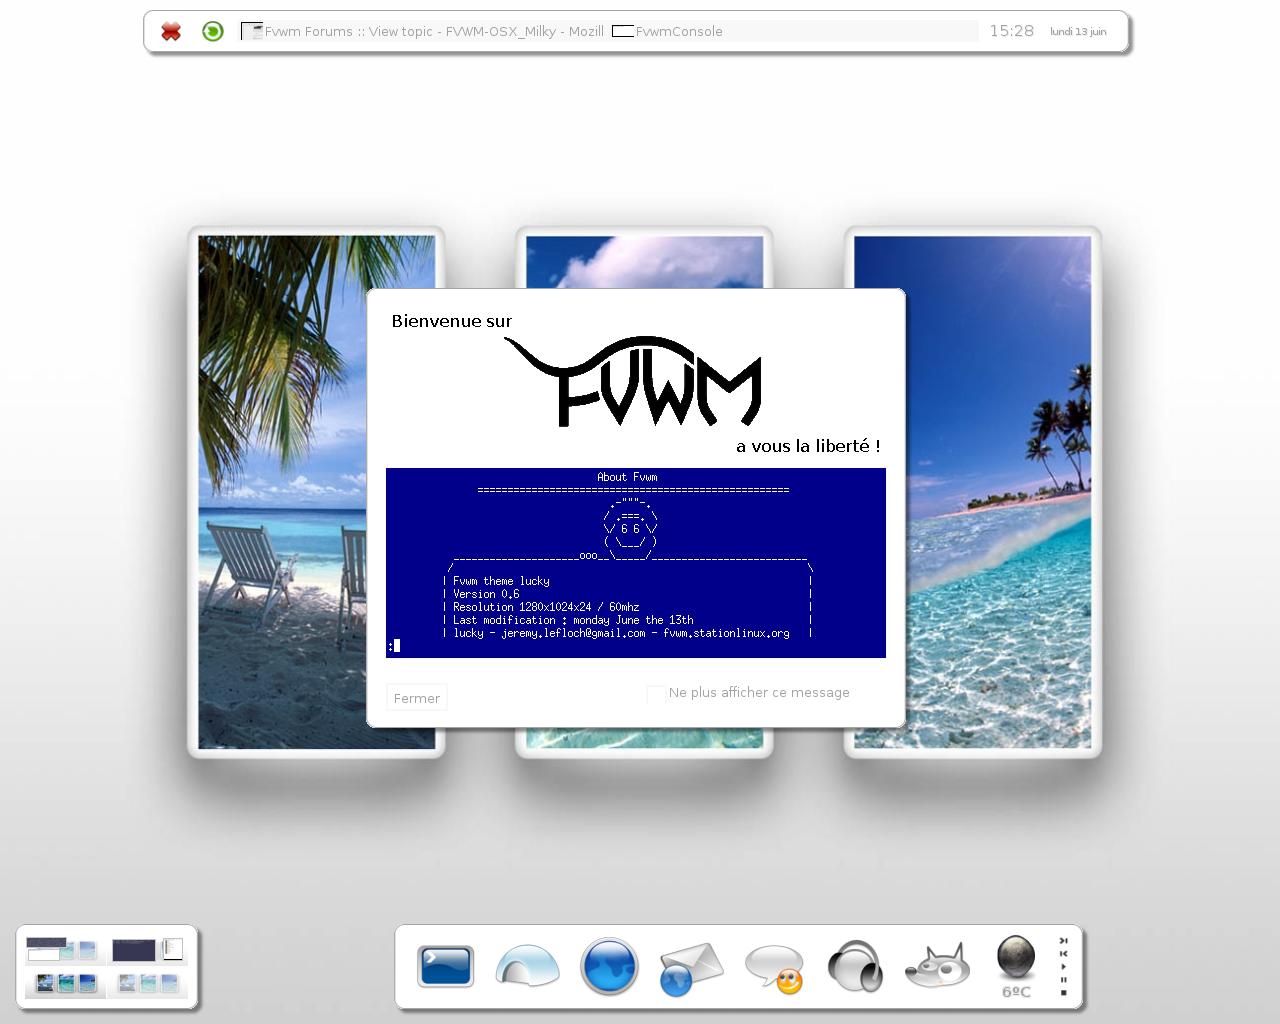 Fvwm Forums :: View topic - FVWM-OSX_Milky - Mozill
FvwmConsole
15:28
lundi 13 juin
Bienvenue sur
FVWM
a vous la liberté !
About Fvwm
Fvwm theme lucky
Version 0.6
Resolution 1280x1024x24 / 60mhz
Last modification : monday June the 13th
lucky - jeremy.lefloch@gmail.com - fvwm.stationlinux.org
:
Fermer
Ne plus afficher ce message
6ºC